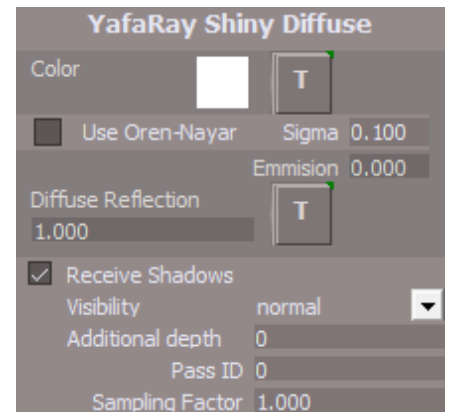 YafaRay Shiny Diffuse
Color T
Use Oren-Nayar Sigma 0.100
Emmision 0.000
Diffuse Reflection T
1.000
Receive Shadows
Visibility normal
Additional depth 0
Pass ID 0
Sampling Factor 1.000